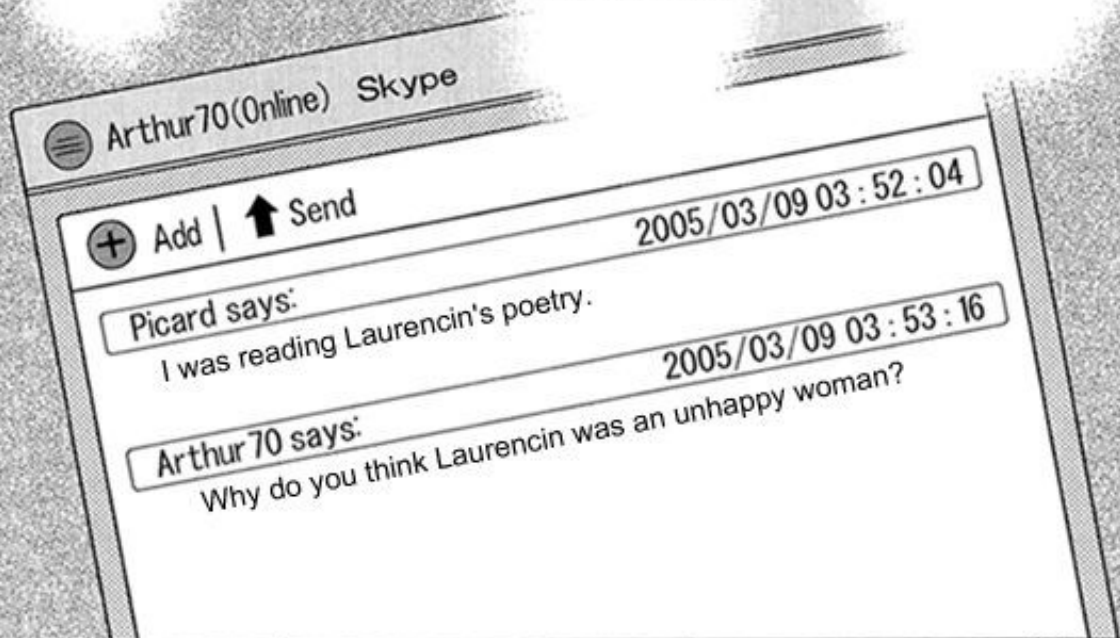 Arthur70(Online) Skype
Add | Send
2005/03/09 03:52:04
Picard says:
I was reading Laurencin's poetry.
2005/03/09 03:53:16
Arthur70 says:
Why do you think Laurencin was an unhappy woman?